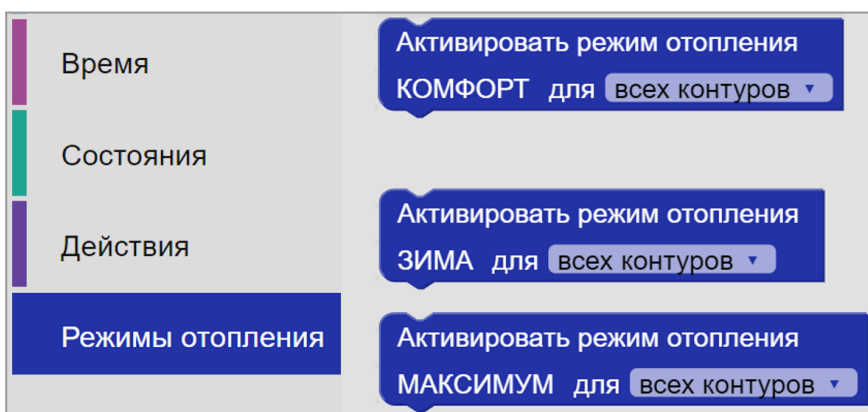 Время
Состояния
Действия
Режимы отопления
Активировать режим отопления
КОМФОРТ для всех контуров
Активировать режим отопления
ЗИМА для всех контуров
Активировать режим отопления
МАКСИМУМ для всех контуров